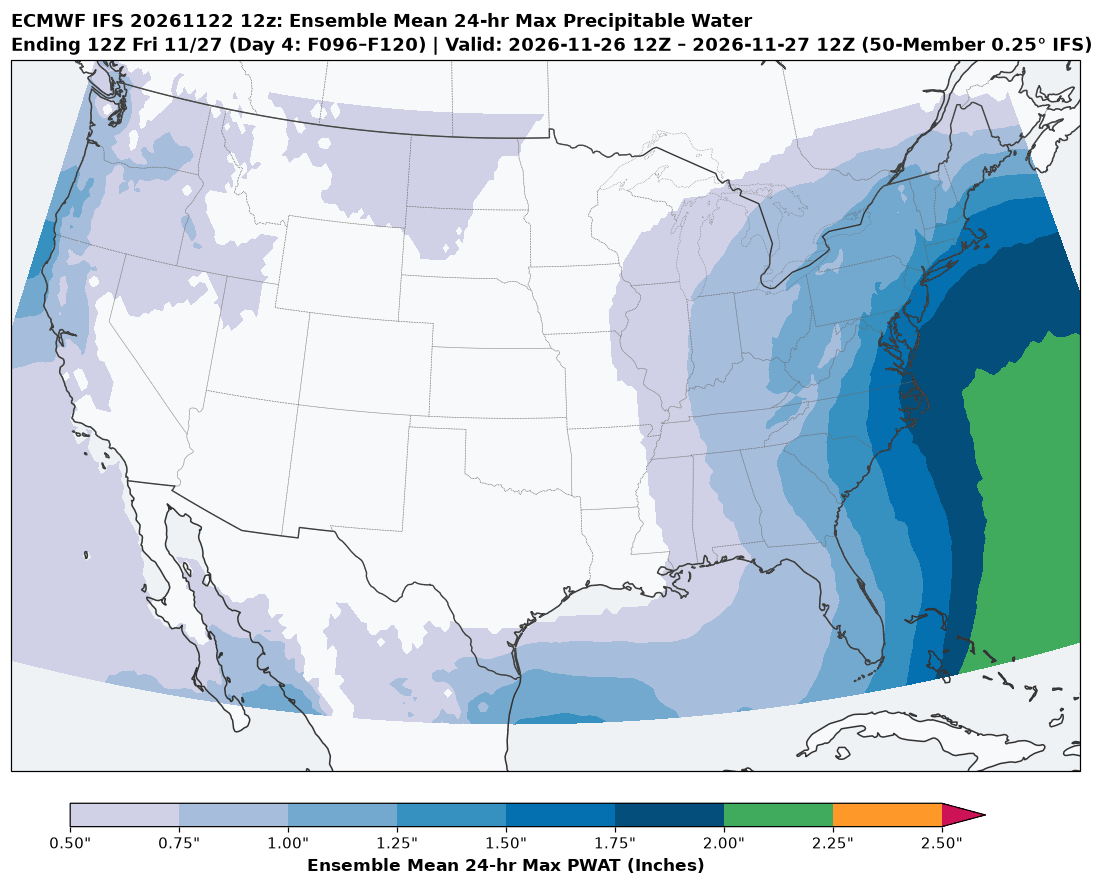 ECMWF IFS 20261122 12z: Ensemble Mean 24-hr Max Precipitable Water
Ending 12Z Fri 11/27 (Day 4: F096–F120) | Valid: 2026-11-26 12Z – 2026-11-27 12Z (50-Member 0.25° IFS)
0.50" 0.75" 1.00" 1.25" 1.50" 1.75" 2.00" 2.25" 2.50"
Ensemble Mean 24-hr Max PWAT (Inches)